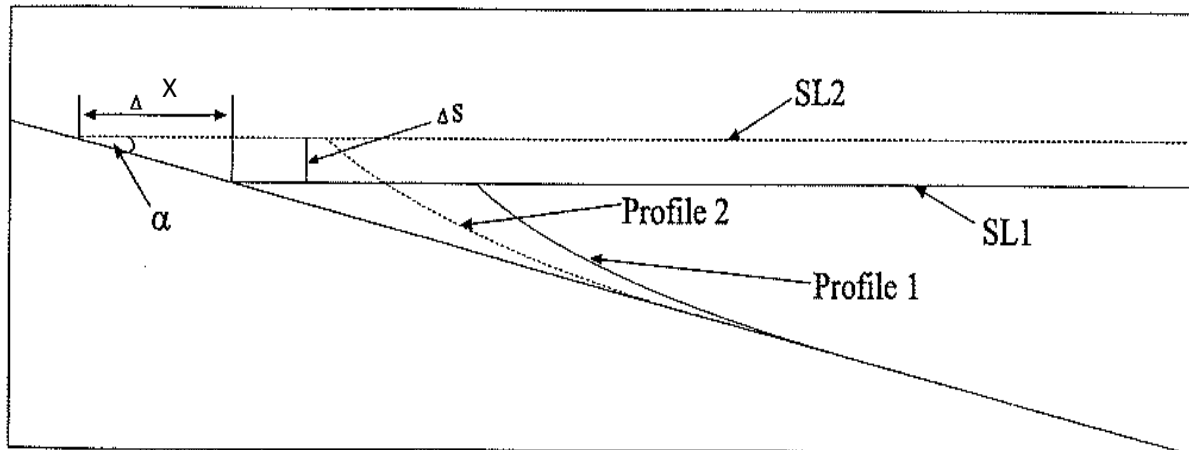 Δ X
ΔS
SL2
α
Profile 2
SL1
Profile 1